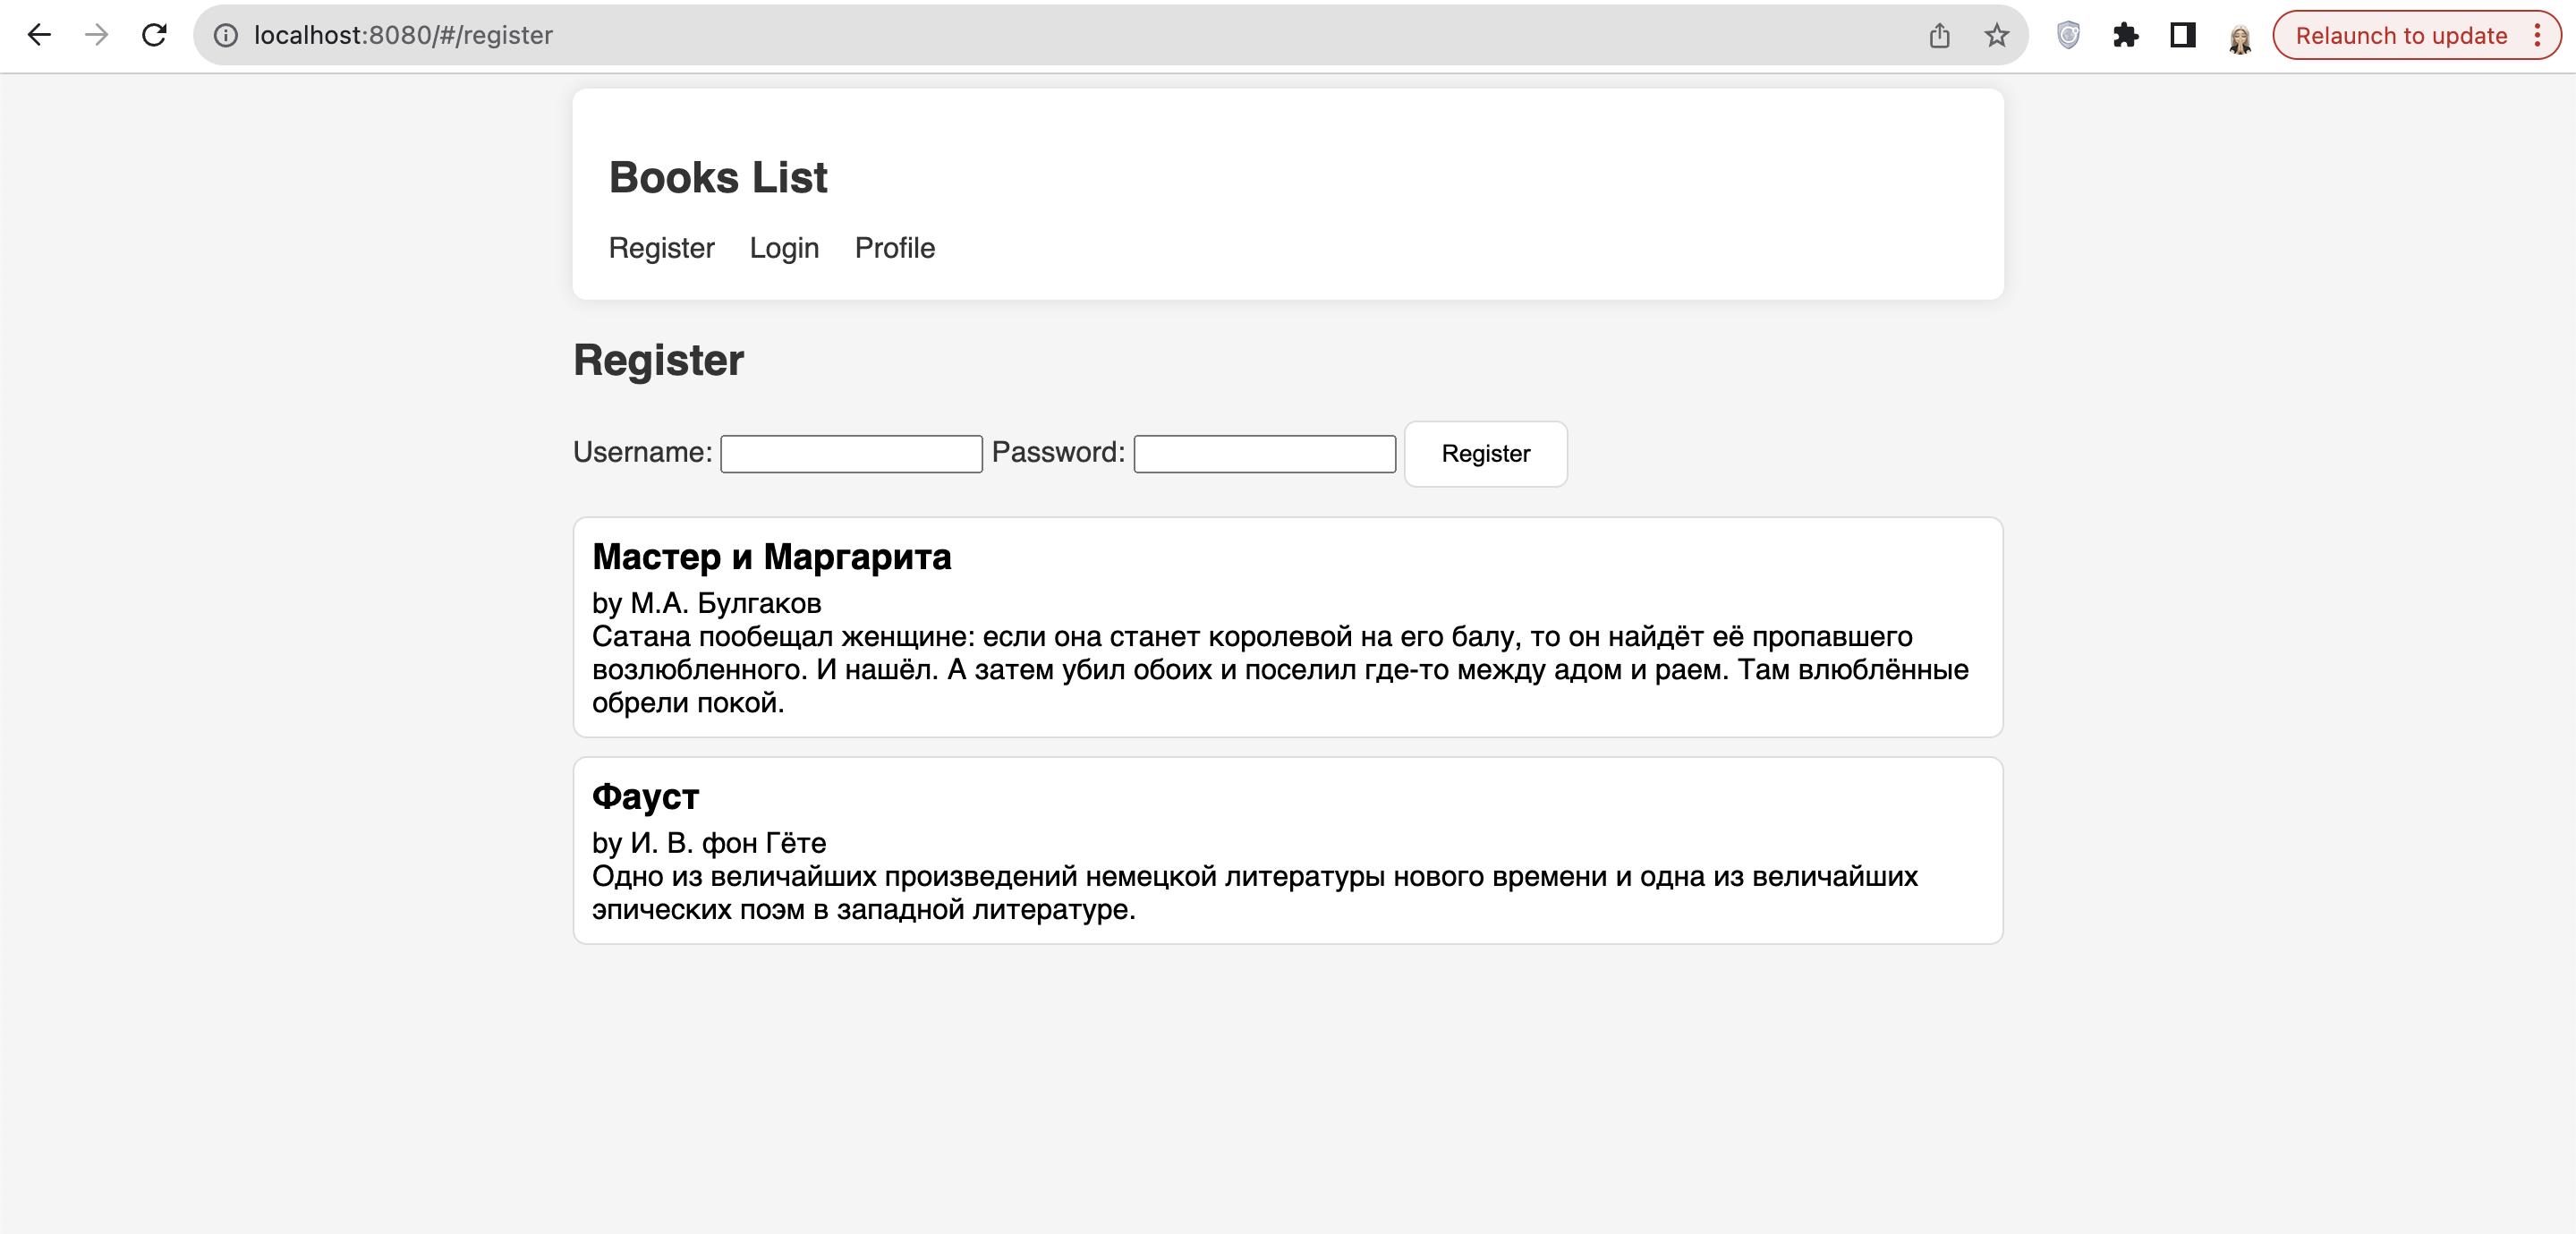 localhost:8080/#/register
Relaunch to update
Books List
Register Login Profile
Register
Username: Password: Register
Мастер и Маргарита
by М.А. Булгаков
Сатана пообещал женщине: если она станет королевой на его балу, то он найдёт её пропавшего
возлюбленного. И нашёл. А затем убил обоих и поселил где-то между адом и раем. Там влюблённые
обрели покой.
Фауст
by И. В. фон Гёте
Одно из величайших произведений немецкой литературы нового времени и одна из величайших
эпических поэм в западной литературе.